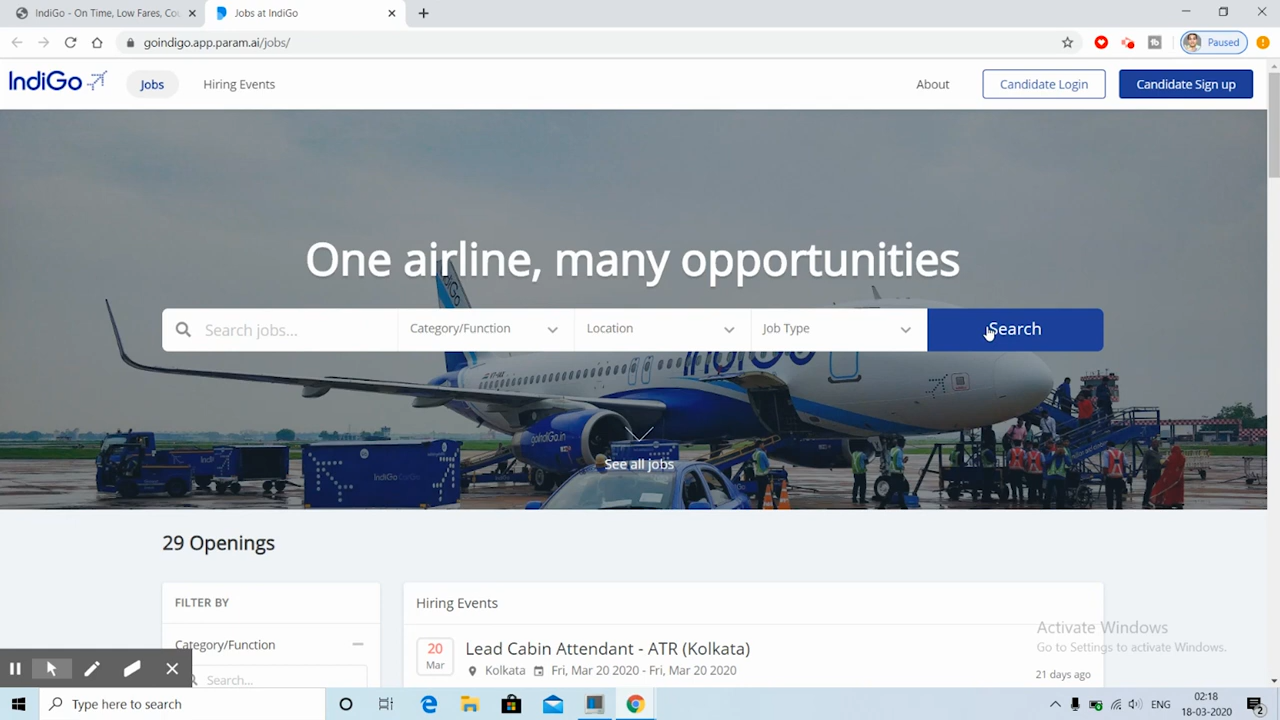 IndiGo - On Time, Low Fares, Cou
Jobs at IndiGo
goindigo.app.param.ai/jobs/
Paused
IndiGo
Jobs
Hiring Events
About
Candidate Login
Candidate Sign up
One airline, many opportunities
Search jobs...
Category/Function
Location
Job Type
Search
See all jobs
29 Openings
FILTER BY
Category/Function
Search...
Hiring Events
20
Mar
Lead Cabin Attendant - ATR (Kolkata)
Kolkata
Fri, Mar 20 2020 - Fri, Mar 20 2020
21 days ago
Activate Windows
Go to Settings to activate Windows.
Type here to search
ENG
02:18
18-03-2020
2